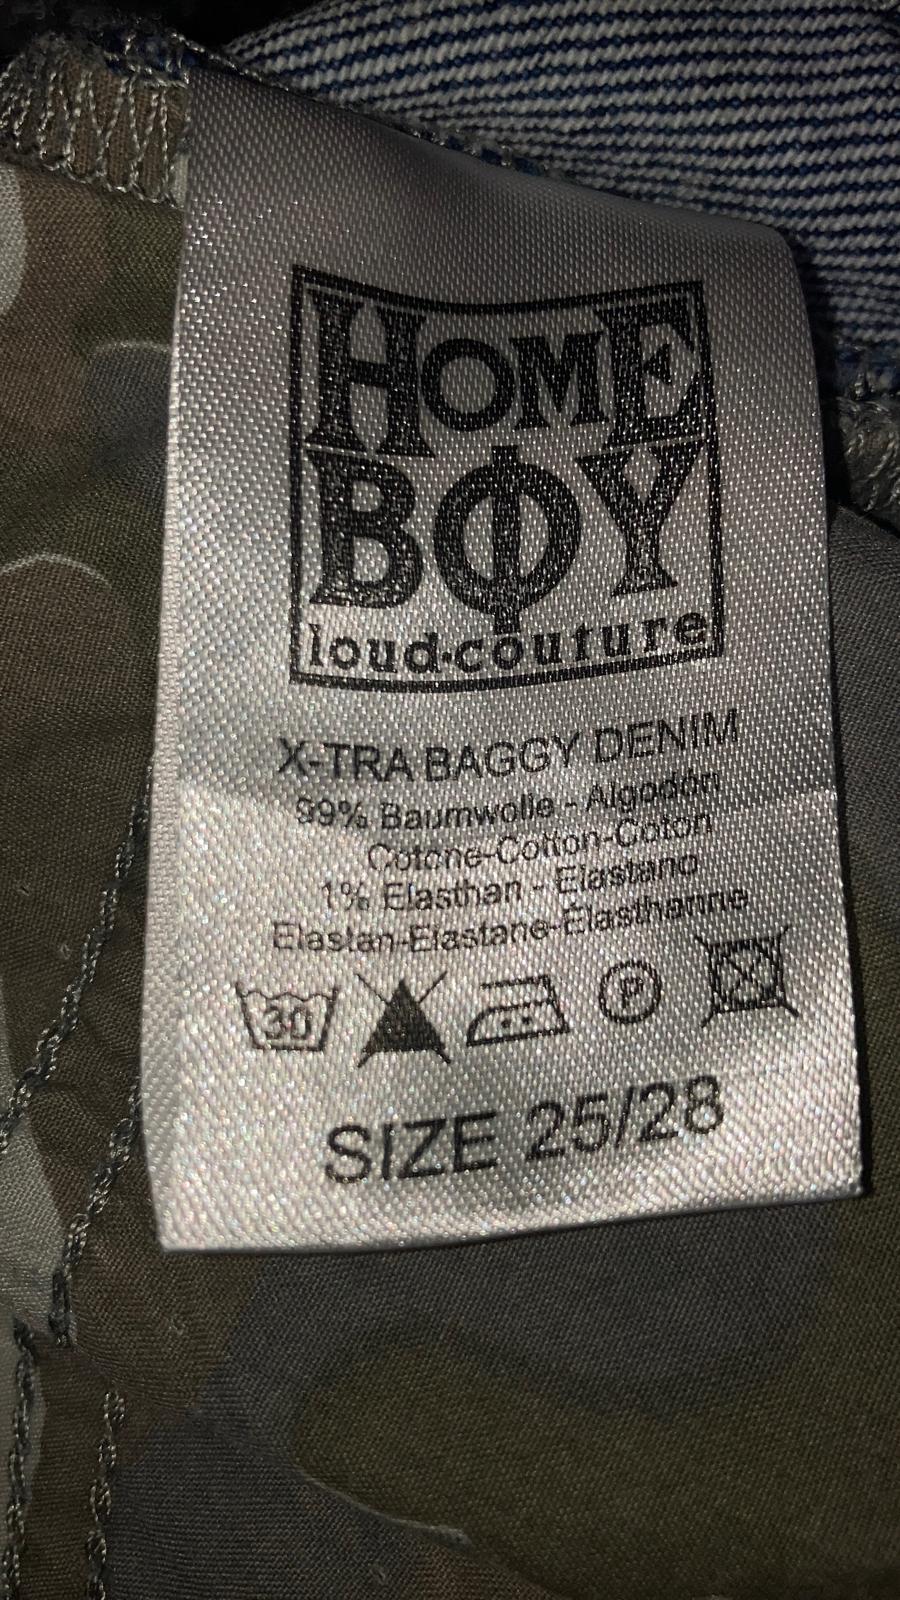 HOME
BOY
loud·couture
X-TRA BAGGY DENIM
99% Baumwolle - Algodón
Cotone-Cotton-Coton
1% Elasthan - Elastano
Elastan-Elastane-Élasthanne
30 P
SIZE 25/28